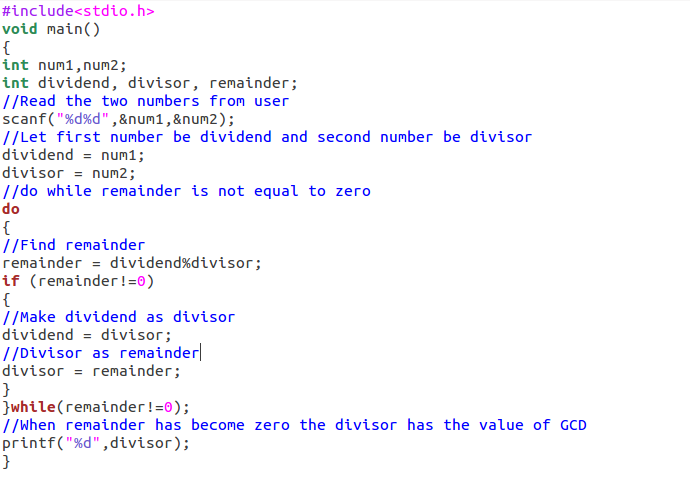 #include<stdio.h>
void main()
{
int num1,num2;
int dividend, divisor, remainder;
//Read the two numbers from user
scanf("%d%d",&num1,&num2);
//Let first number be dividend and second number be divisor
dividend = num1;
divisor = num2;
//do while remainder is not equal to zero
do
{
//Find remainder
remainder = dividend%divisor;
if (remainder!=0)
{
//Make dividend as divisor
dividend = divisor;
//Divisor as remainder
divisor = remainder;
}
}while(remainder!=0);
//When remainder has become zero the divisor has the value of GCD
printf("%d",divisor);
}